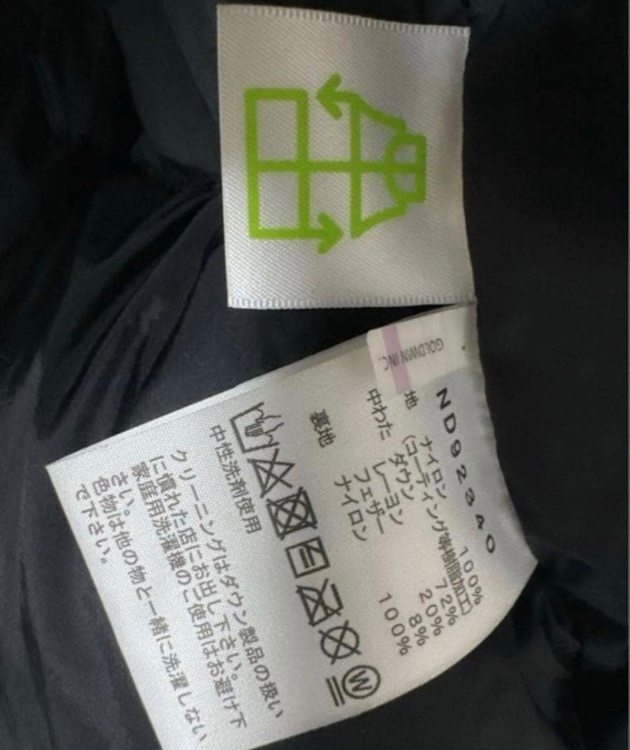 GOLDWIN INC.
ND92340
地 ナイロン 100%
(コーティング等樹脂加工)
中わた ダウン 72%
レーヨン 20%
フェザー 8%
裏地 ナイロン 100%
W
中性洗剤使用
クリーニングはダウン製品の扱い
に慣れた店にお出し下さい。
家庭用洗濯機のご使用はお避け下
さい。
色物は他の物と一緒に洗濯しない
で下さい。